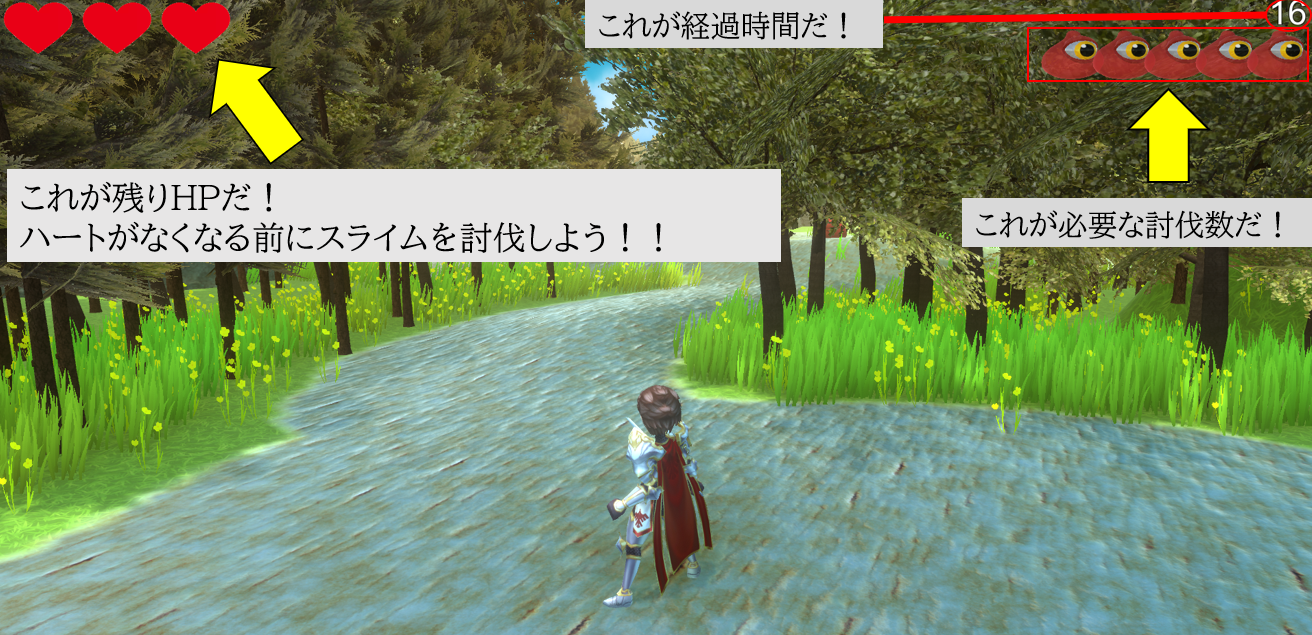 これが経過時間だ！
16
これが残りHPだ！
ハートがなくなる前にスライムを討伐しよう！！
これが必要な討伐数だ！